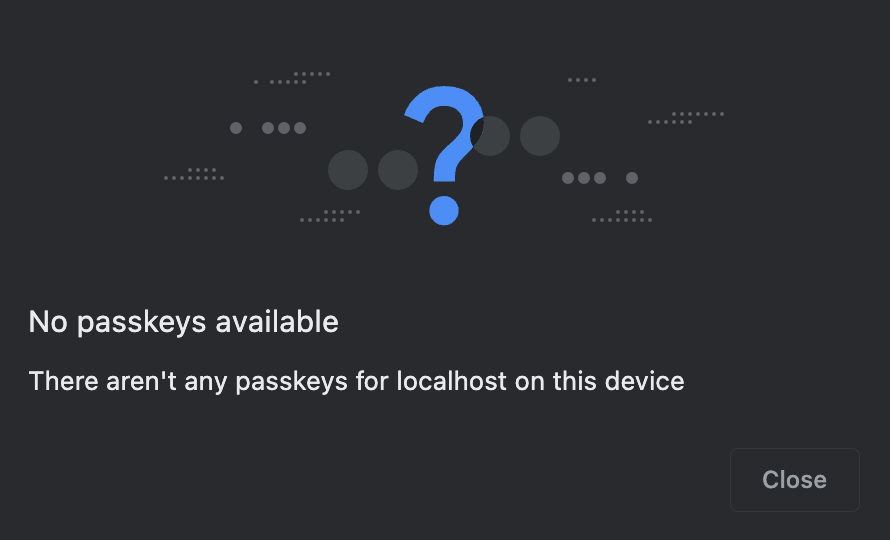 No passkeys available
There aren't any passkeys for localhost on this device
Close